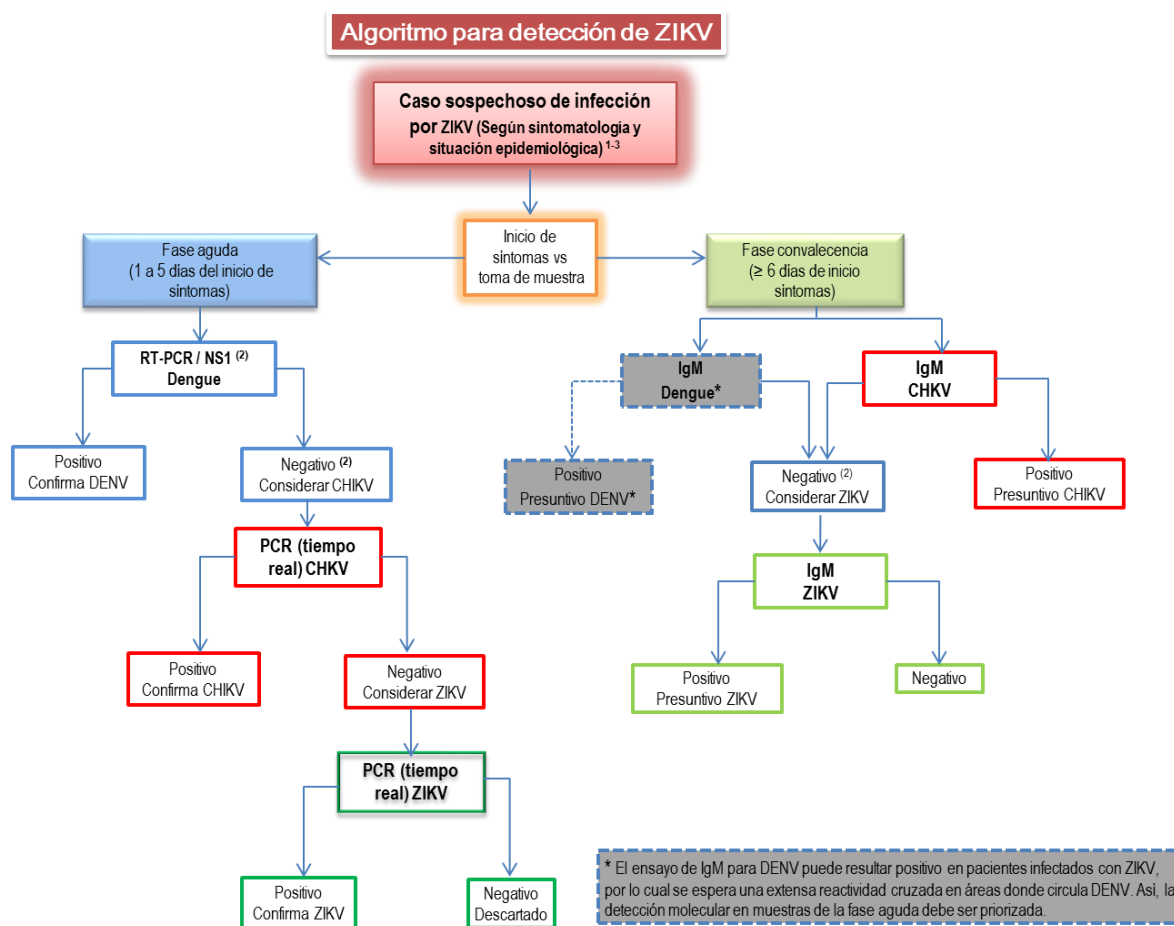 Algoritmo para detección de ZIKV
Caso sospechoso de infección
por ZIKV (Según sintomatología y
situación epidemiológica) 1-3
Inicio de
síntomas vs
toma de muestra
Fase aguda
(1 a 5 días del inicio de
síntomas)
Fase convalecencia
(≥ 6 días de inicio
síntomas)
RT-PCR / NS1 (2)
Dengue
IgM
Dengue*
IgM
CHKV
Positivo
Confirma DENV
Negativo (2)
Considerar CHIKV
Positivo
Presuntivo DENV*
Negativo (2)
Considerar ZIKV
Positivo
Presuntivo CHIKV
PCR (tiempo
real) CHKV
IgM
ZIKV
Positivo
Confirma CHIKV
Negativo
Considerar ZIKV
Positivo
Presuntivo ZIKV
Negativo
PCR (tiempo
real) ZIKV
Positivo
Confirma ZIKV
Negativo
Descartado
* El ensayo de IgM para DENV puede resultar positivo en pacientes infectados con ZIKV,
por lo cual se espera una extensa reactividad cruzada en áreas donde circula DENV. Así, la
detección molecular en muestras de la fase aguda debe ser priorizada.